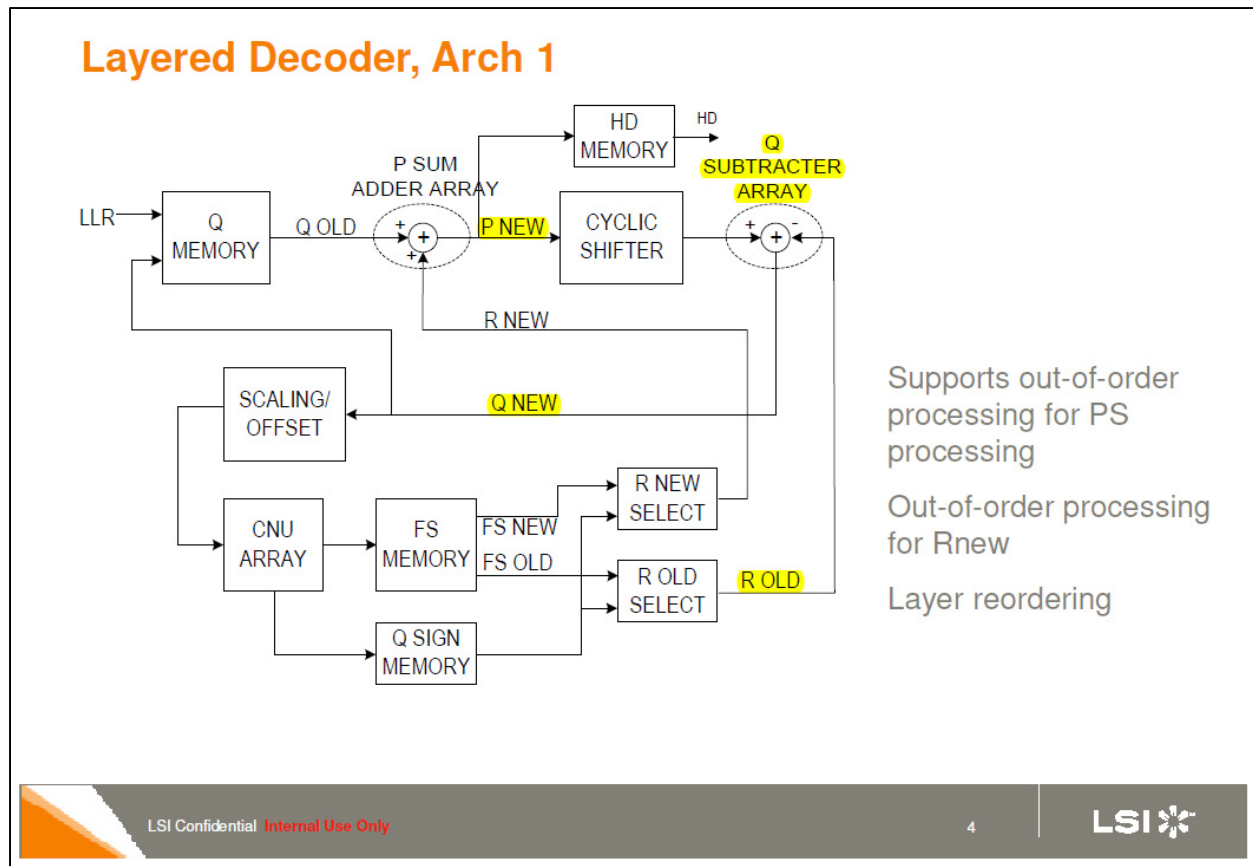 Layered Decoder, Arch 1
HD
MEMORY
HD
Q
SUBTRACTER
ARRAY
P SUM
ADDER ARRAY
LLR
Q
MEMORY
Q OLD
+
+
+
P NEW
CYCLIC
SHIFTER
+
+
-
R NEW
SCALING/
OFFSET
Q NEW
CNU
ARRAY
FS
MEMORY
FS NEW
FS OLD
R NEW
SELECT
R OLD
SELECT
R OLD
Q SIGN
MEMORY
Supports out-of-order
processing for PS
processing
Out-of-order processing
for Rnew
Layer reordering
LSI Confidential Internal Use Only
4
LSI